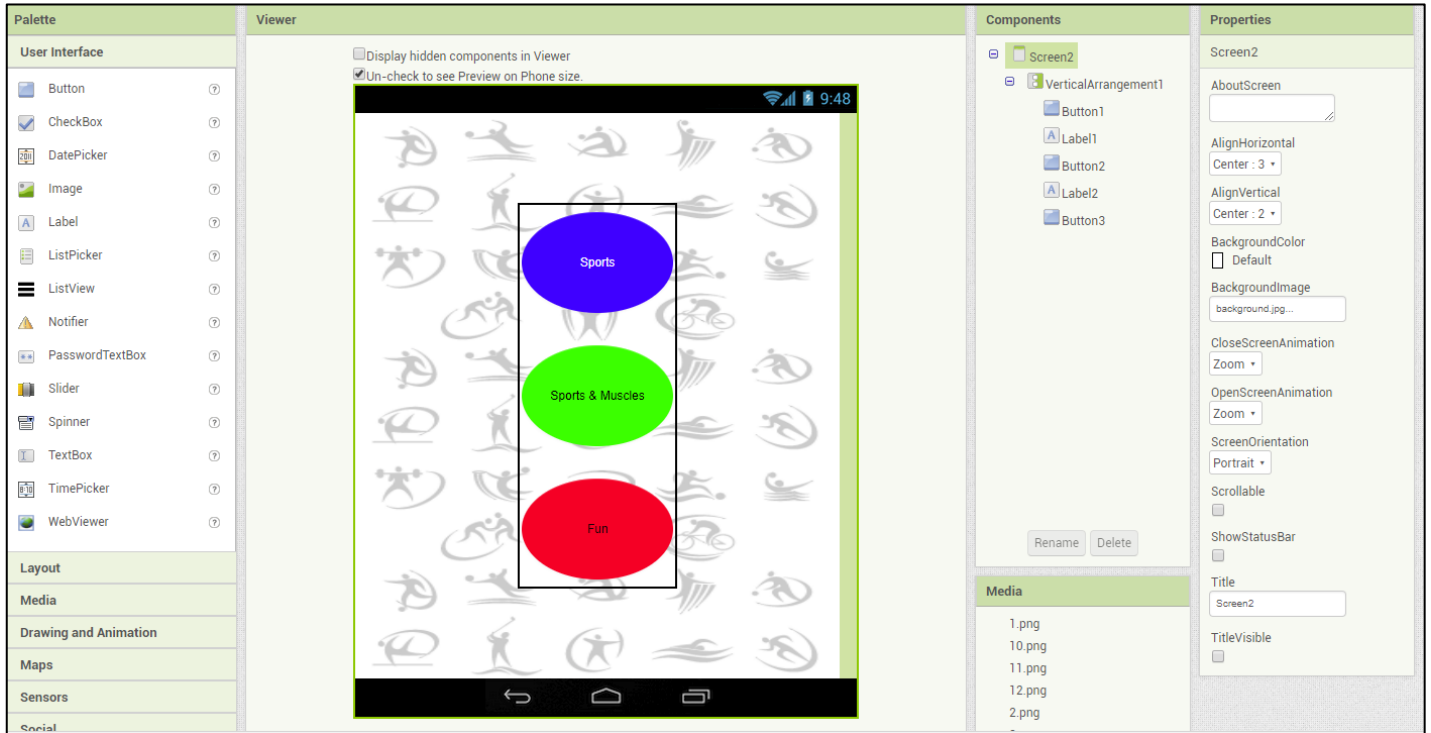 Palette
User Interface
Button
CheckBox
DatePicker
Image
Label
ListPicker
ListView
Notifier
PasswordTextBox
Slider
Spinner
TextBox
TimePicker
WebViewer
Layout
Media
Drawing and Animation
Maps
Sensors
Social
Viewer
Display hidden components in Viewer
Un-check to see Preview on Phone size.
9:48
Sports
Sports & Muscles
Fun
Components
Screen2
VerticalArrangement1
Button1
Label1
Button2
Label2
Button3
Rename Delete
Media
1.png
10.png
11.png
12.png
2.png
Properties
Screen2
AboutScreen
AlignHorizontal
Center : 3
AlignVertical
Center : 2
BackgroundColor
Default
BackgroundImage
background.jpg...
CloseScreenAnimation
Zoom
OpenScreenAnimation
Zoom
ScreenOrientation
Portrait
Scrollable
ShowStatusBar
Title
Screen2
TitleVisible